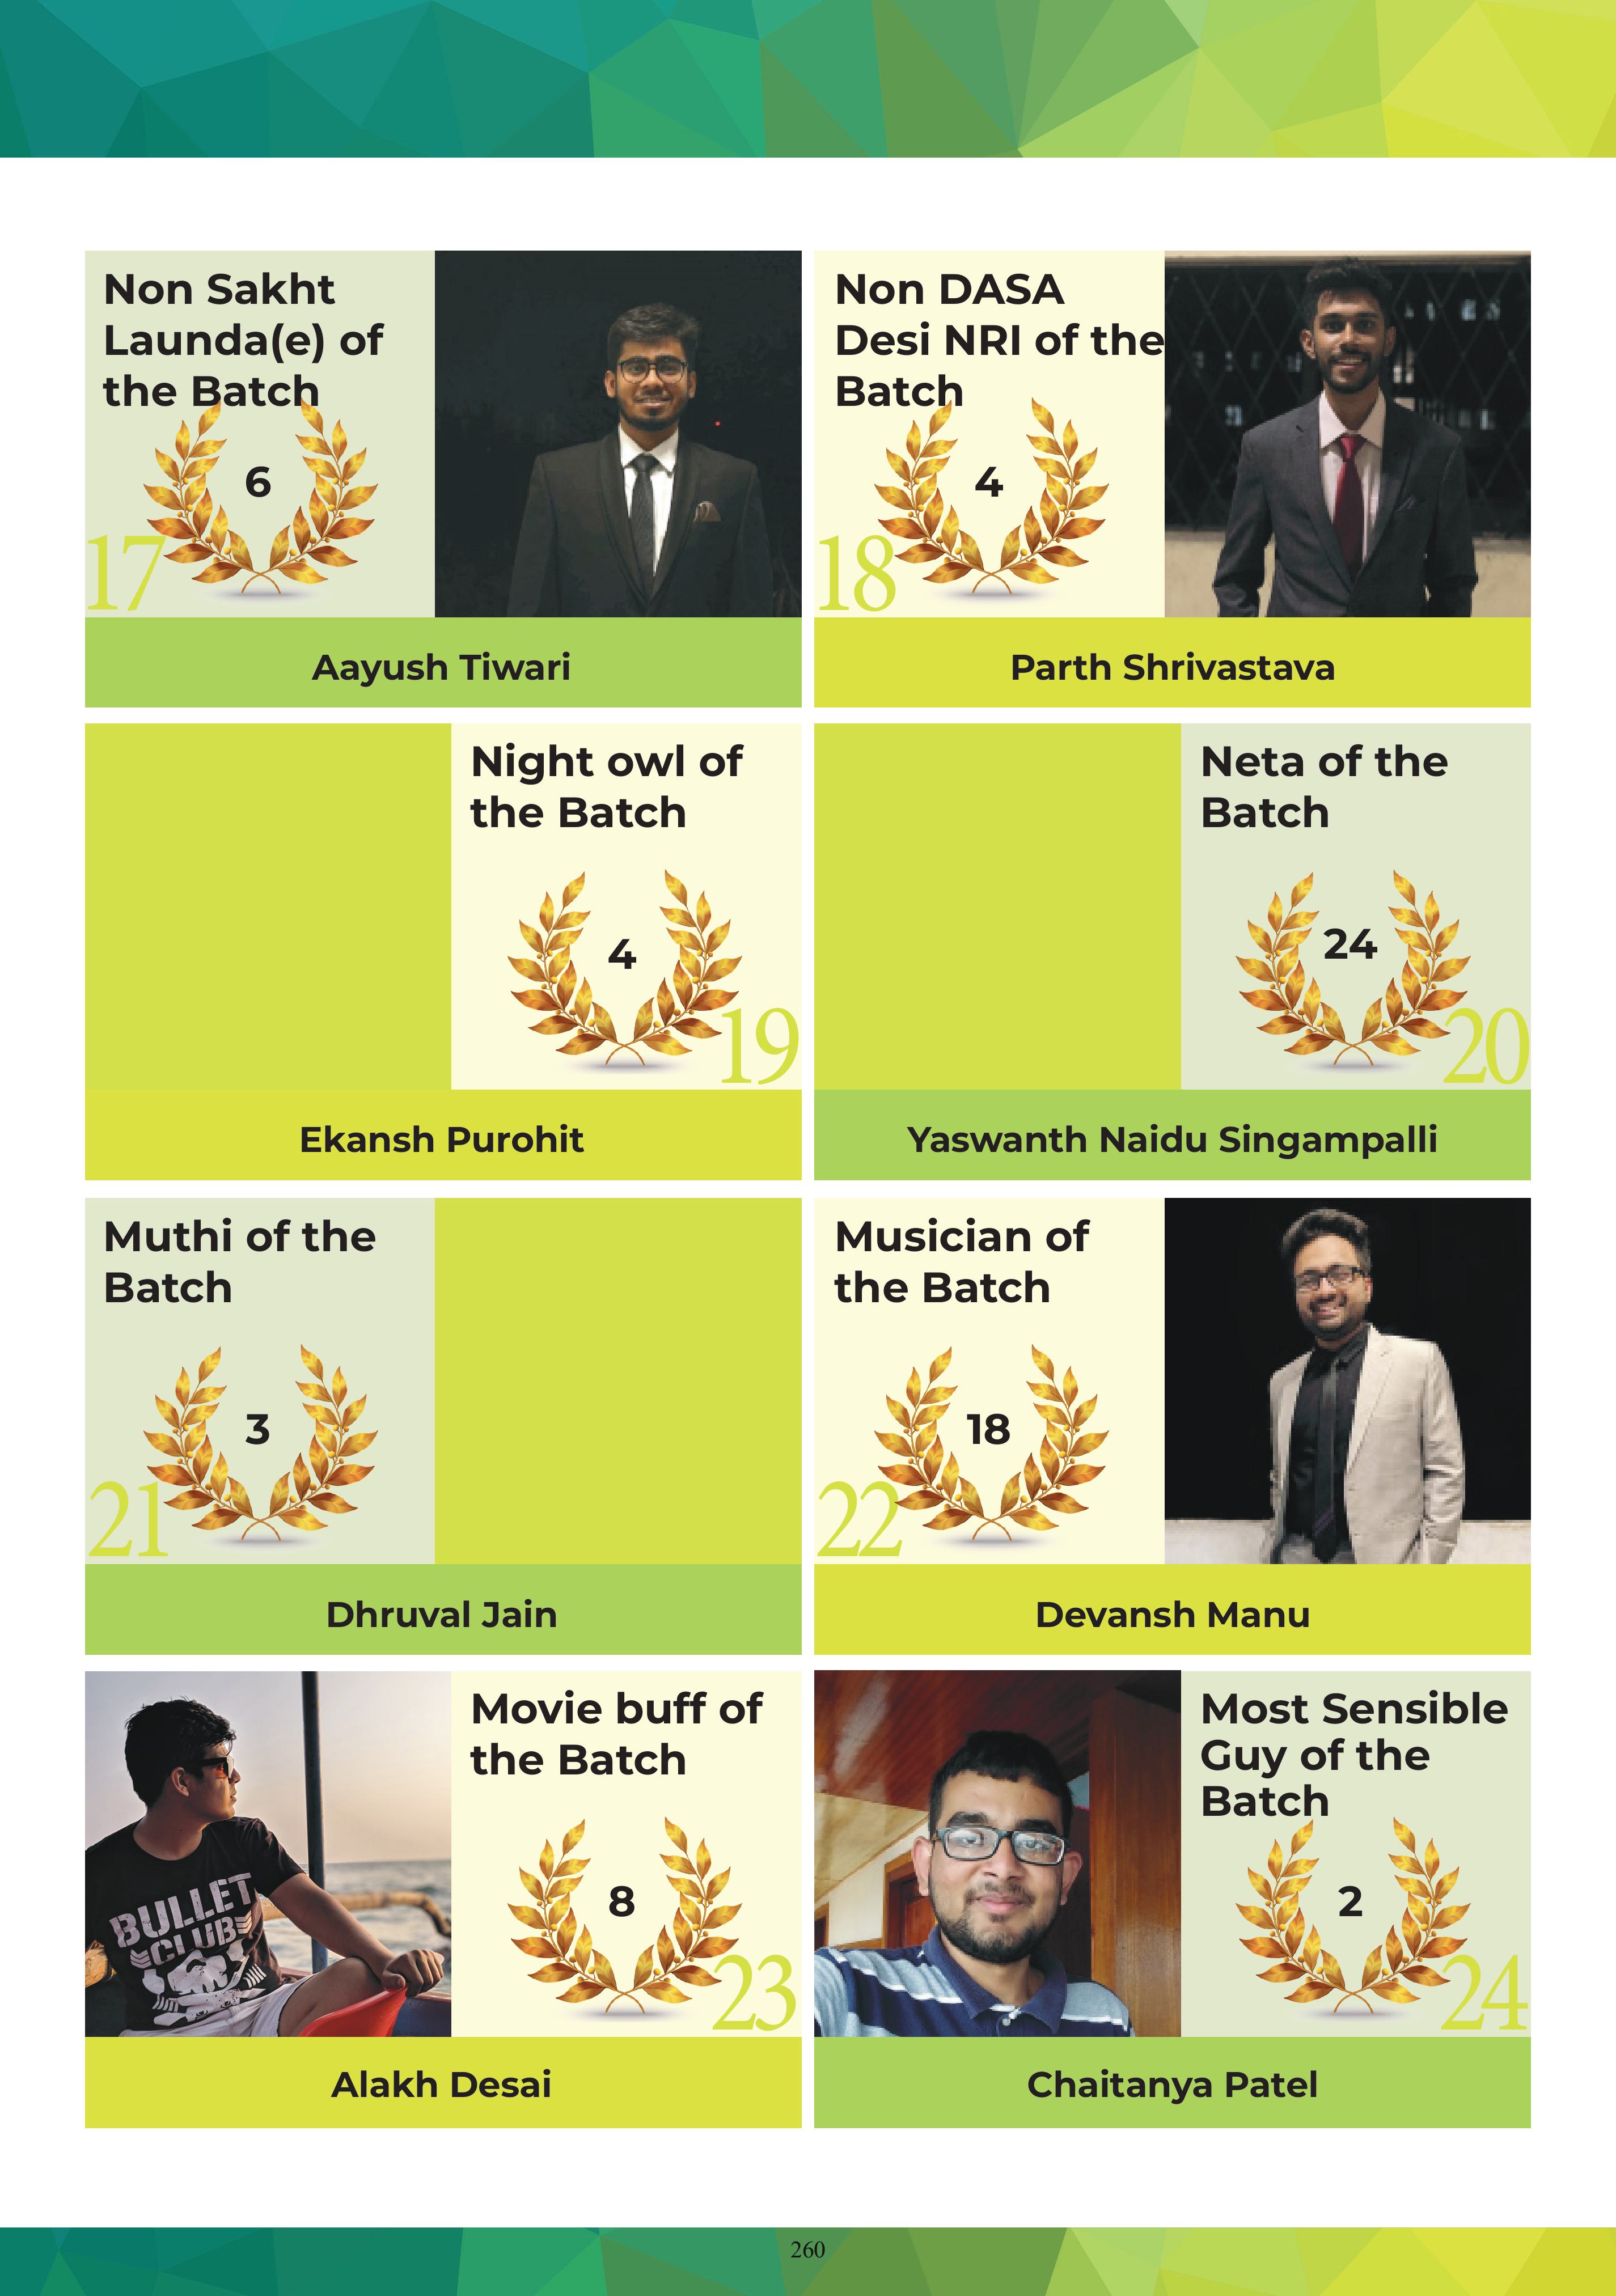 Non Sakht
Launda(e) of
the Batch
6
17
Aayush Tiwari
Non DASA
Desi NRI of the
Batch
4
18
Parth Shrivastava
Night owl of
the Batch
4
19
Ekansh Purohit
Neta of the
Batch
24
20
Yaswanth Naidu Singampalli
Muthi of the
Batch
3
21
Dhruval Jain
Musician of
the Batch
18
22
Devansh Manu
BULLET
CLUB
Movie buff of
the Batch
8
23
Alakh Desai
Most Sensible
Guy of the
Batch
2
24
Chaitanya Patel
260